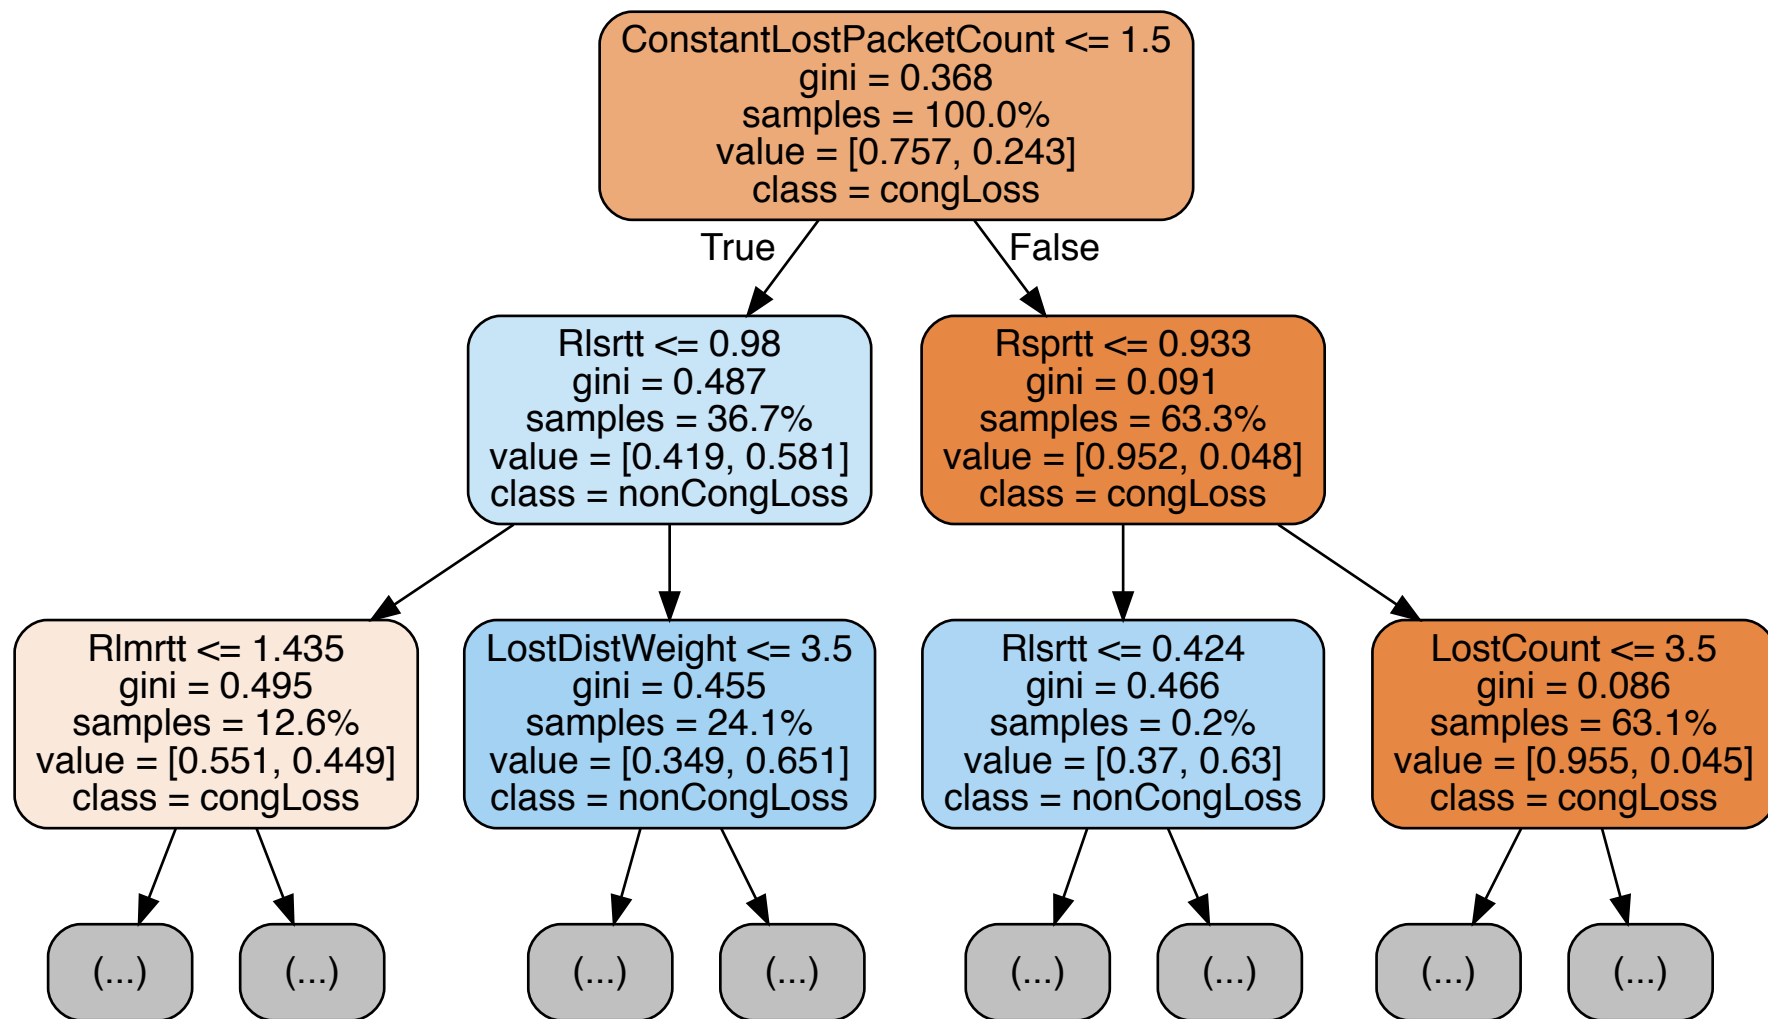 ConstantLostPacketCount <= 1.5
gini = 0.368
samples = 100.0%
value = [0.757, 0.243]
class = congLoss
True
False
Rlsrtt <= 0.98
gini = 0.487
samples = 36.7%
value = [0.419, 0.581]
class = nonCongLoss
Rsprtt <= 0.933
gini = 0.091
samples = 63.3%
value = [0.952, 0.048]
class = congLoss
Rlmrtt <= 1.435
gini = 0.495
samples = 12.6%
value = [0.551, 0.449]
class = congLoss
LostDistWeight <= 3.5
gini = 0.455
samples = 24.1%
value = [0.349, 0.651]
class = nonCongLoss
Rlsrtt <= 0.424
gini = 0.466
samples = 0.2%
value = [0.37, 0.63]
class = nonCongLoss
LostCount <= 3.5
gini = 0.086
samples = 63.1%
value = [0.955, 0.045]
class = congLoss
(...)
(...)
(...)
(...)
(...)
(...)
(...)
(...)